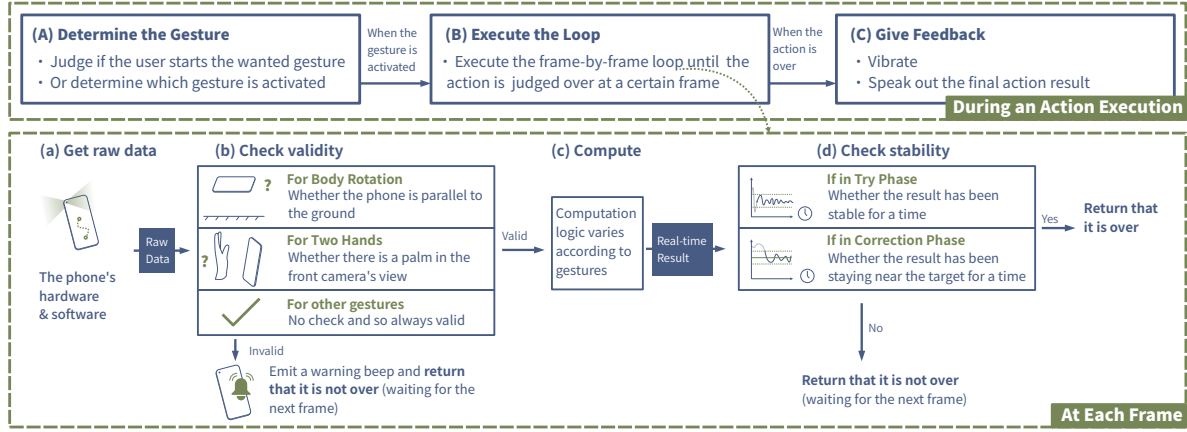 (A) Determine the Gesture
• Judge if the user starts the wanted gesture
• Or determine which gesture is activated
When the
gesture is
activated
(B) Execute the Loop
• Execute the frame-by-frame loop until the
action is judged over at a certain frame
When the
action is
over
(C) Give Feedback
• Vibrate
• Speak out the final action result
During an Action Execution
(a) Get raw data
The phone's
hardware
& software
Raw
Data
(b) Check validity
?
For Body Rotation
Whether the phone is parallel to
the ground
?
For Two Hands
Whether there is a palm in the
front camera's view
For other gestures
No check and so always valid
Invalid
Emit a warning beep and return
that it is not over (waiting for the
next frame)
Valid
(c) Compute
Computation
logic varies
according to
gestures
Real-time
Result
(d) Check stability
If in Try Phase
Whether the result has been
stable for a time
If in Correction Phase
Whether the result has been
staying near the target for a time
Yes
Return that
it is over
No
Return that it is not over
(waiting for the next frame)
At Each Frame